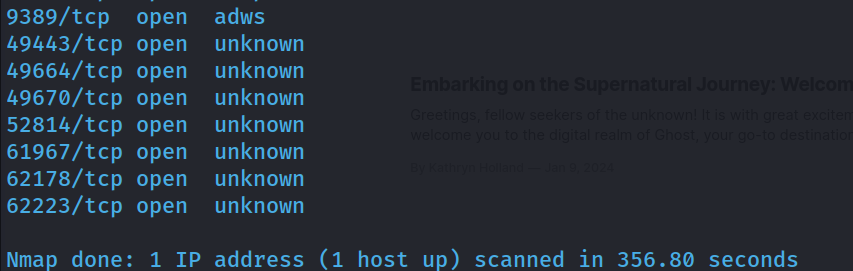 9389/tcp open adws
49443/tcp open unknown
49664/tcp open unknown
49670/tcp open unknown
52814/tcp open unknown
61967/tcp open unknown
62178/tcp open unknown
62223/tcp open unknown
Embarking on the Supernatural Journey: Welcom
Greetings, fellow seekers of the unknown! It is with great excitem
welcome you to the digital realm of Ghost, your go-to destination
By Kathryn Holland — Jan 9, 2024
Nmap done: 1 IP address (1 host up) scanned in 356.80 seconds